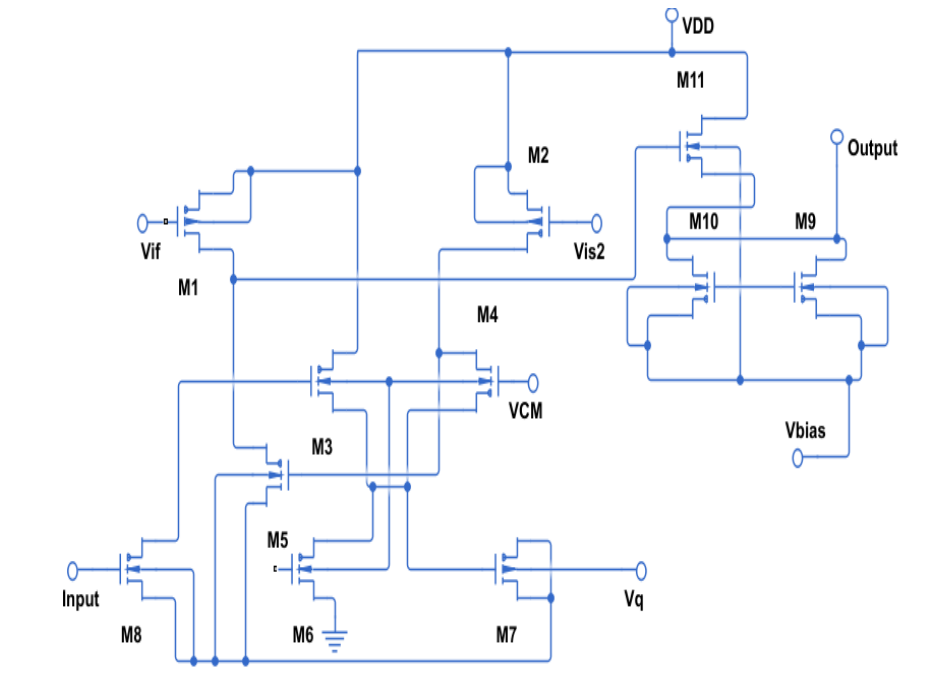 VDD
M11
Output
M2
M10
M9
Vif
Vis2
M1
M4
VCM
Vbias
M3
M5
Input
Vq
M8
M6
M7